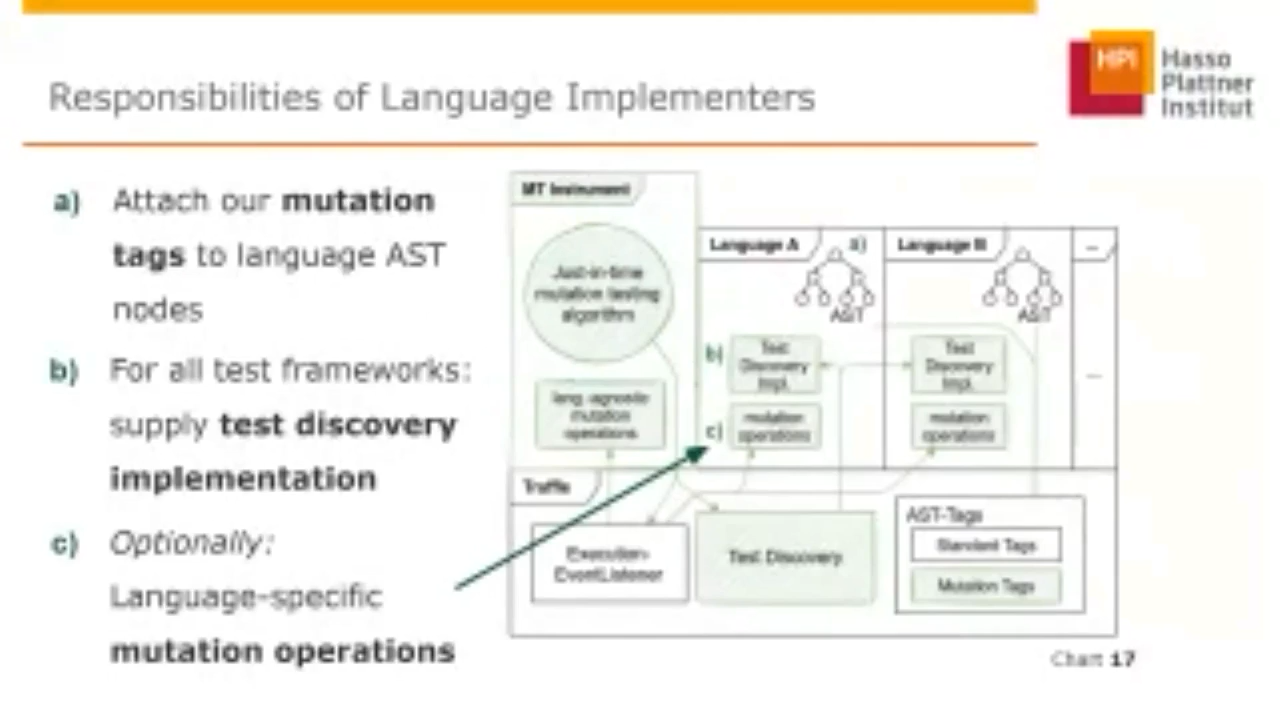 HPI Hasso
Plattner
Institut
Responsibilities of Language Implementers
a) Attach our mutation
tags to language AST
nodes
b) For all test frameworks:
supply test discovery
implementation
c) Optionally:
Language-specific
mutation operations
MT Instrument
Just-in-time
mutation testing
algorithm
lang.-agnostic
mutation
operations
Language A
a)
AST
b) Test
Discovery
Impl.
c) mutation
operations
Language B
AST
Test
Discovery
Impl.
mutation
operations
...
...
Truffle
Execution-
EventListener
Test Discovery
AST-Tags
Standard Tags
Mutation Tags
Chart 17